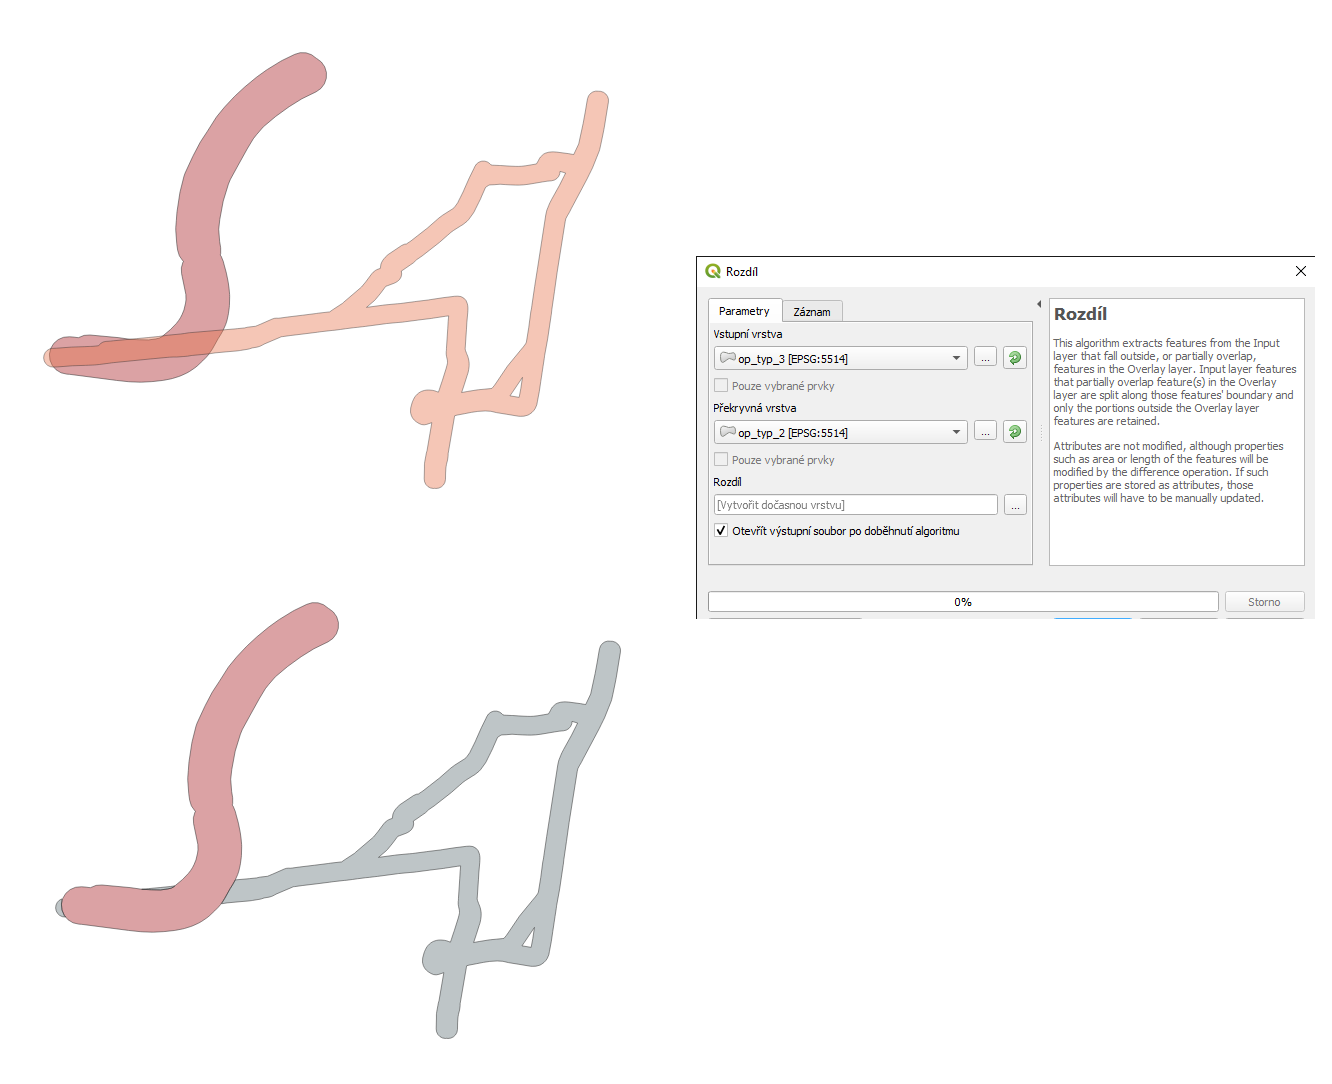 Rozdíl
Parametry
Záznam
Vstupní vrstva
op_typ_3 [EPSG:5514]
...
Pouze vybrané prvky
Překryvná vrstva
op_typ_2 [EPSG:5514]
...
Pouze vybrané prvky
Rozdíl
[Vytvořit dočasnou vrstvu]
...
Otevřít výstupní soubor po doběhnutí algoritmu
Rozdíl
This algorithm extracts features from the Input
layer that fall outside, or partially overlap,
features in the Overlay layer. Input layer features
that partially overlap feature(s) in the Overlay
layer are split along those features' boundary and
only the portions outside the Overlay layer
features are retained.
Attributes are not modified, although properties
such as area or length of the features will be
modified by the difference operation. If such
properties are stored as attributes, those
attributes will have to be manually updated.
0%
Storno